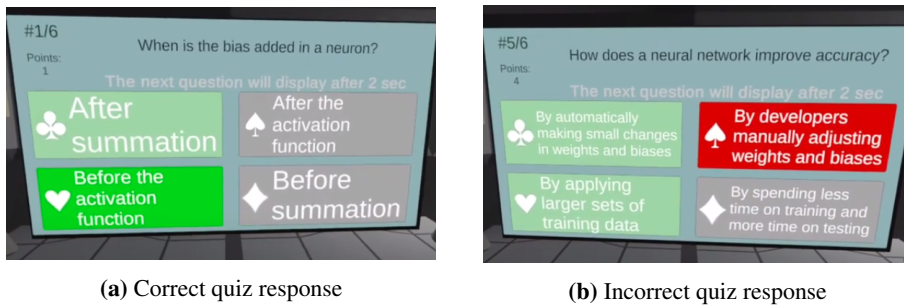 #1/6
When is the bias added in a neuron?
Points:
1
The next question will display after 2 sec
After
summation
After the
activation
function
Before the
activation
function
Before
summation
(a) Correct quiz response
#5/6
How does a neural network improve accuracy?
Points:
4
The next question will display after 2 sec
By automatically
making small changes
in weights and biases
By developers
manually adjusting
weights and biases
By applying
larger sets of
training data
By spending less
time on training and
more time on testing
(b) Incorrect quiz response